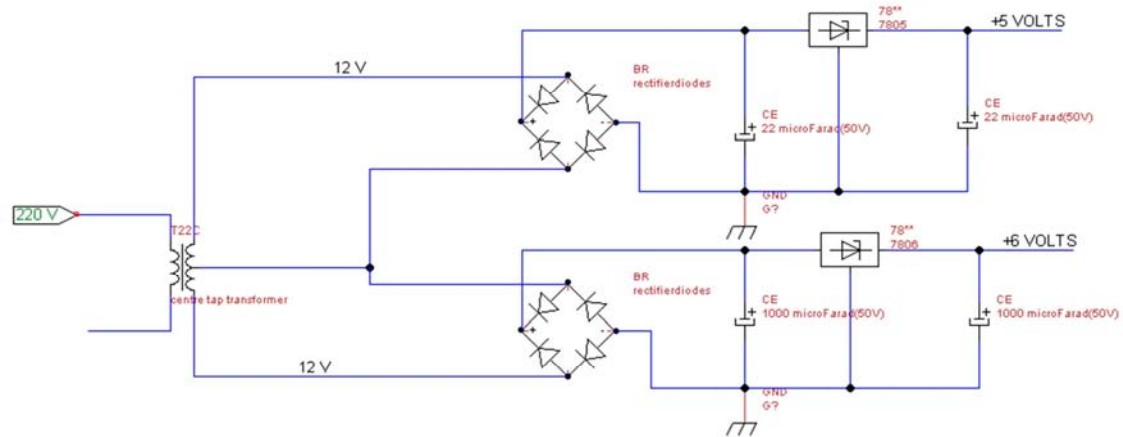 78**
7805
+5 VOLTS
12 V
BR
rectifierdiodes
+
-
+
CE
22 microFarad(50V)
+
CE
22 microFarad(50V)
220 V
T22C
centre tap transformer
GND
G?
78**
7806
+6 VOLTS
BR
rectifierdiodes
+
-
+
CE
1000 microFarad(50V)
+
CE
1000 microFarad(50V)
12 V
GND
G?